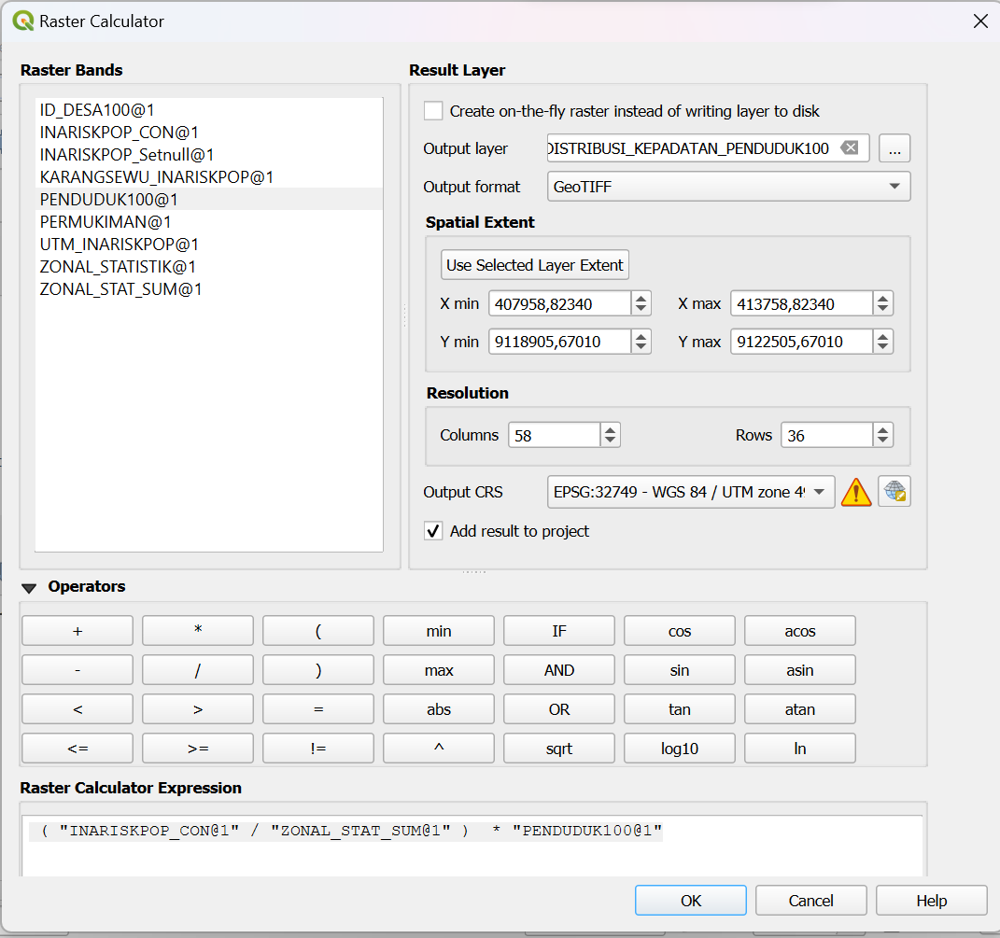 Raster Calculator
Raster Bands
ID_DESA100@1
INARISKPOP_CON@1
INARISKPOP_Setnull@1
KARANGSEWU_INARISKPOP@1
PENDUDUK100@1
PERMUKIMAN@1
UTM_INARISKPOP@1
ZONAL_STATISTIK@1
ZONAL_STAT_SUM@1
Result Layer
Create on-the-fly raster instead of writing layer to disk
Output layer DISTRIBUSI_KEPADATAN_PENDUDUK100 ...
Output format GeoTIFF
Spatial Extent
Use Selected Layer Extent
X min 407958,82340 X max 413758,82340
Y min 9118905,67010 Y max 9122505,67010
Resolution
Columns 58 Rows 36
Output CRS EPSG:32749 - WGS 84 / UTM zone 49
Add result to project
Operators
+ * ( min IF cos acos
- / ) max AND sin asin
< > = abs OR tan atan
<= >= != ^ sqrt log10 ln
Raster Calculator Expression
( "INARISKPOP_CON@1" / "ZONAL_STAT_SUM@1" ) * "PENDUDUK100@1"
OK Cancel Help